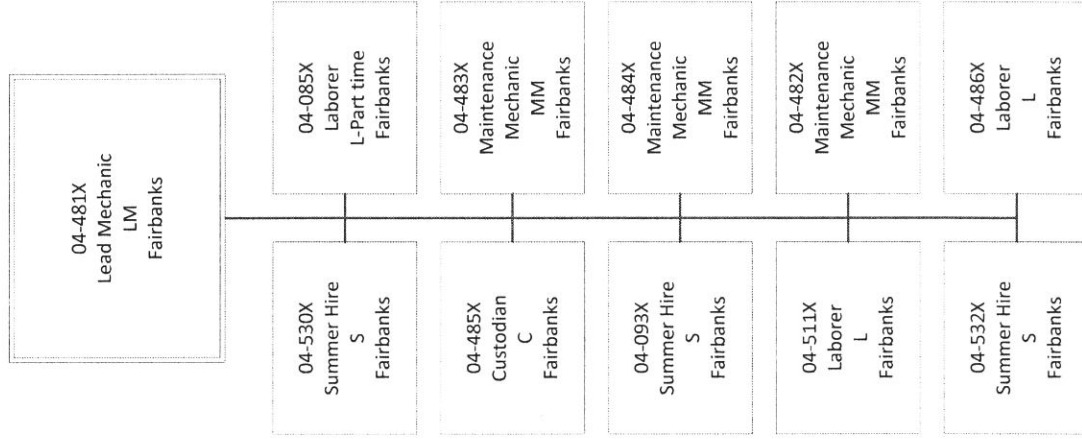 04-481X
Lead Mechanic
LM
Fairbanks
04-530X
Summer Hire
S
Fairbanks
04-085X
Laborer
L-Part time
Fairbanks
04-485X
Custodian
C
Fairbanks
04-483X
Maintenance
Mechanic
MM
Fairbanks
04-093X
Summer Hire
S
Fairbanks
04-484X
Maintenance
Mechanic
MM
Fairbanks
04-511X
Laborer
L
Fairbanks
04-482X
Maintenance
Mechanic
MM
Fairbanks
04-532X
Summer Hire
S
Fairbanks
04-486X
Laborer
L
Fairbanks